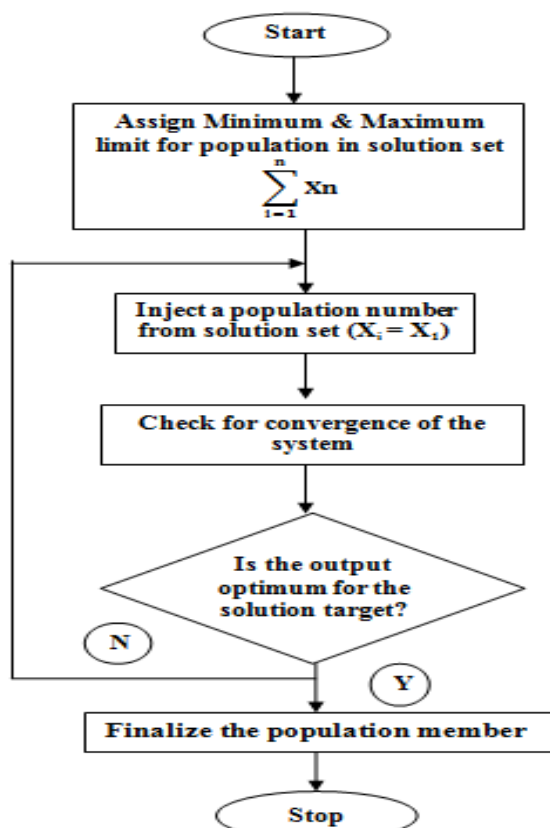 Start
Assign Minimum & Maximum
limit for population in solution set
n
∑ Xn
i=1
Inject a population number
from solution set (Xᵢ = X₁)
Check for convergence of the
system
Is the output
optimum for the
solution target?
N
Y
Finalize the population member
Stop